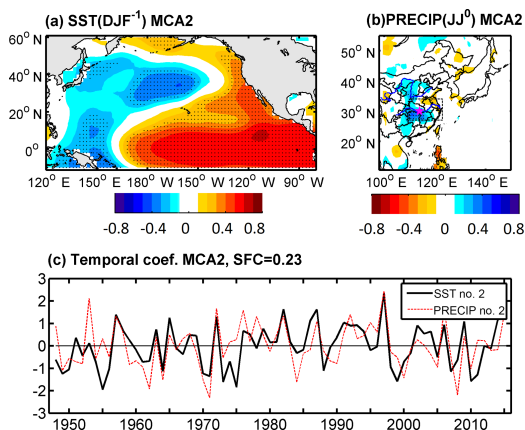 (a) SST(DJF⁻¹) MCA2
(b)PRECIP(JJ⁰) MCA2
60° N
40° N
20° N
0°
120° E 150° E 180° W 150° W 120° W 90° W
50° N
40° N
30° N
20° N
100° E 120° E 140° E
-0.8 -0.4 0 0.4 0.8
-0.8 -0.4 0 0.4 0.8
(c) Temporal coef. MCA2, SFC=0.23
SST no. 2
PRECIP no. 2
3
2
1
0
-1
-2
-3
1950 1960 1970 1980 1990 2000 2010